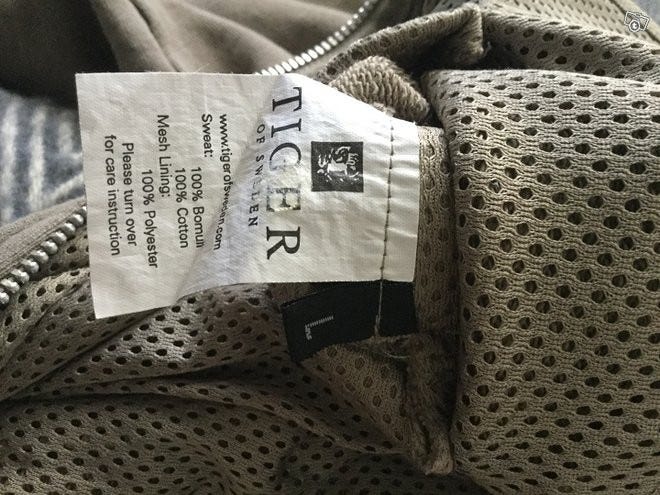 TIGER
OF SWEDEN
www.tigerofsweden.com
Sweat:
100% Bomull
100% Cotton
Mesh Lining:
100% Polyester
Please turn over
for care instruction
L